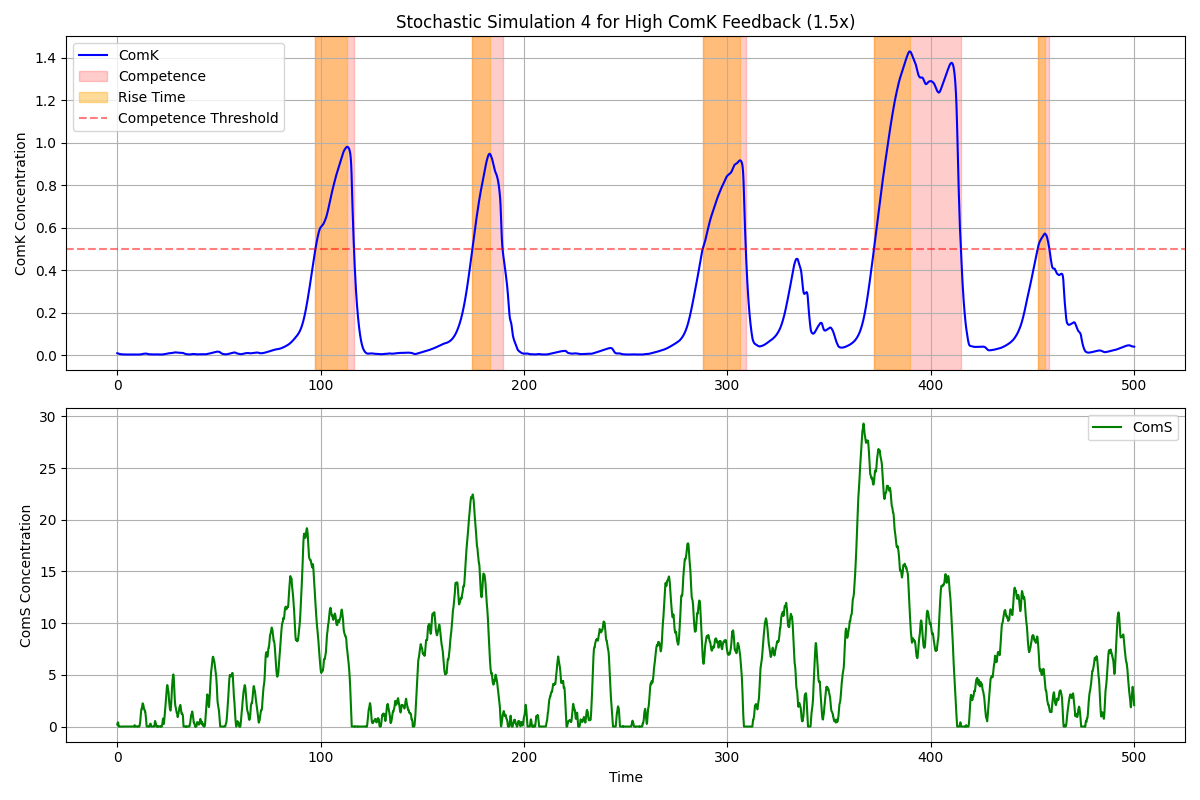 Stochastic Simulation 4 for High ComK Feedback (1.5x)
ComK Concentration
1.4
1.2
1.0
0.8
0.6
0.4
0.2
0.0
ComK
Competence
Rise Time
Competence Threshold
0 100 200 300 400 500
ComS Concentration
30
25
20
15
10
5
0
ComS
0 100 200 300 400 500
Time